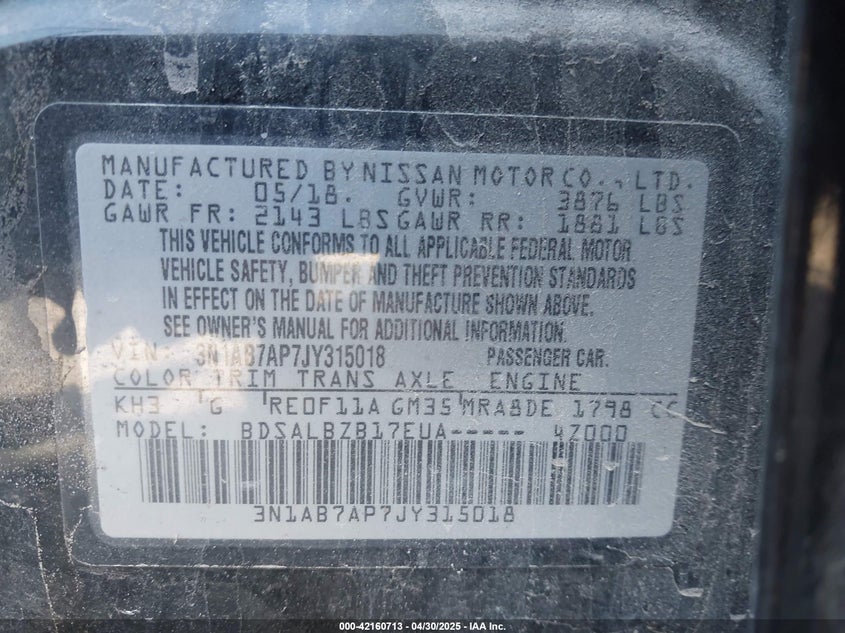 MANUFACTURED BY NISSAN MOTOR CO., LTD.
DATE: 05/18. GVWR: 3876 LBS
GAWR FR: 2143 LBS GAWR RR: 1881 LBS
THIS VEHICLE CONFORMS TO ALL APPLICABLE FEDERAL MOTOR
VEHICLE SAFETY, BUMPER AND THEFT PREVENTION STANDARDS
IN EFFECT ON THE DATE OF MANUFACTURE SHOWN ABOVE.
SEE OWNER'S MANUAL FOR ADDITIONAL INFORMATION.
VIN: 3N1AB7AP7JY315018 PASSENGER CAR.
COLOR TRIM TRANS AXLE ENGINE
KH3 G RE0F11A GM35 MRA8DE 1798 CC
MODEL: BDSALBZB17EUA----- 4Z000
3N1AB7AP7JY315018
000-42160713 - 04/30/2025 - IAA Inc.